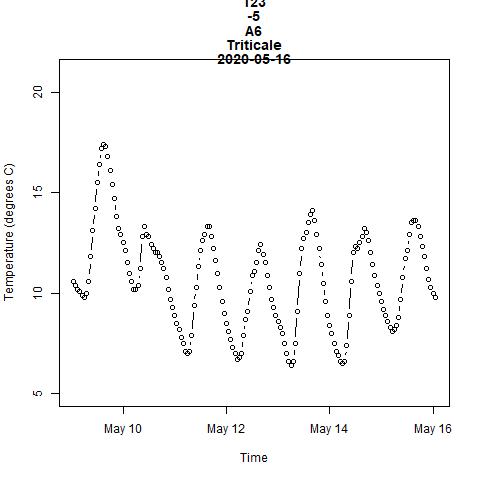 123
-5
A6
Triticale
2020-05-16
Temperature (degrees C)
20
15
10
5
May 10
May 12
May 14
May 16
Time